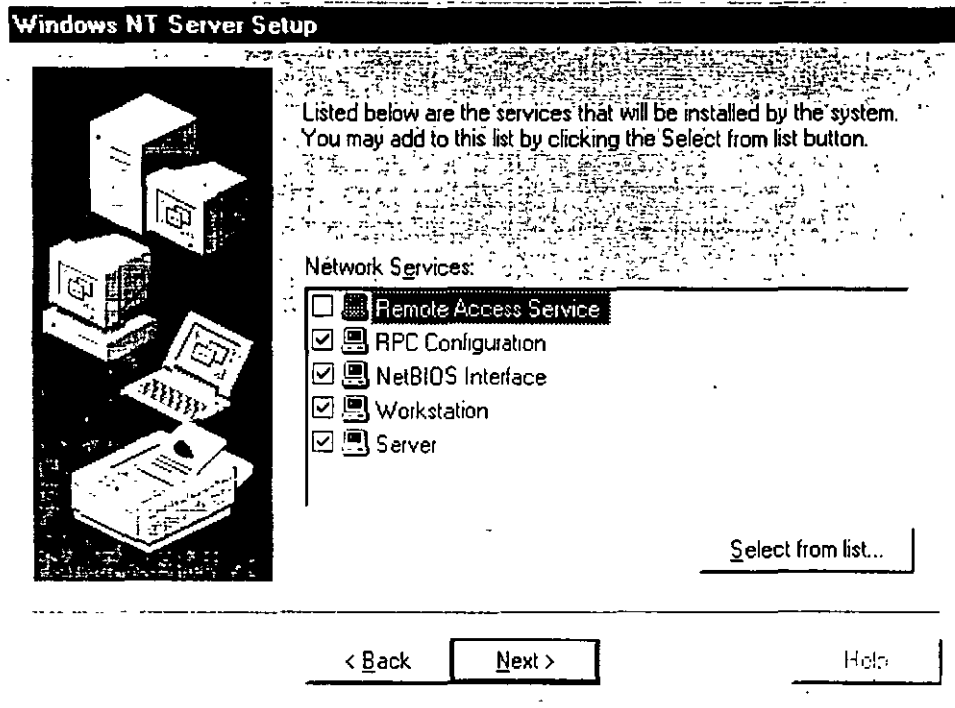 Windows NT Server Setup
Listed below are the services that will be installed by the system.
You may add to this list by clicking the Select from list button.
Network Services:
Remote Access Service
RPC Configuration
NetBIOS Interface
Workstation
Server
Select from list...
< Back
Next >
Help